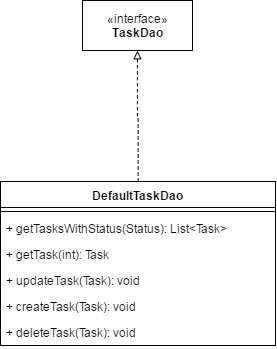 «interface»
TaskDao
DefaultTaskDao
+ getTasksWithStatus(Status): List<Task>
+ getTask(int): Task
+ updateTask(Task): void
+ createTask(Task): void
+ deleteTask(Task): void